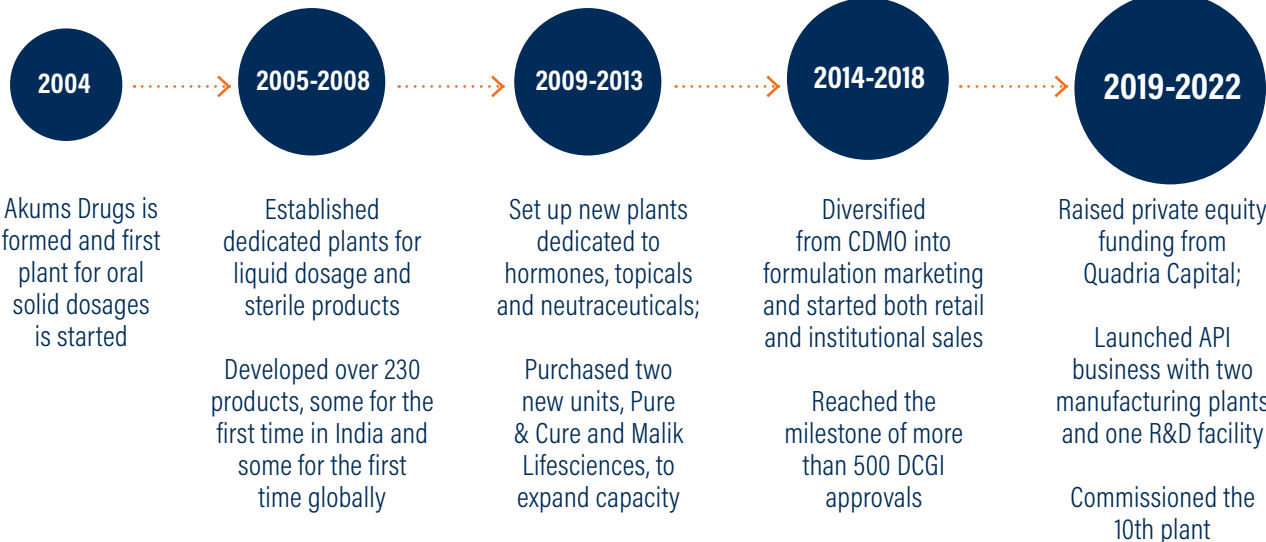 2004
Akums Drugs is
formed and first
plant for oral
solid dosages
is started
2005-2008
Established
dedicated plants for
liquid dosage and
sterile products
Developed over 230
products, some for the
first time in India and
some for the first
time globally
2009-2013
Set up new plants
dedicated to
hormones, topicals
and neutraceuticals;
Purchased two
new units, Pure
& Cure and Malik
Lifesciences, to
expand capacity
2014-2018
Diversified
from CDMO into
formulation marketing
and started both retail
and institutional sales
Reached the
milestone of more
than 500 DCGI
approvals
2019-2022
Raised private equity
funding from
Quadria Capital;
Launched API
business with two
manufacturing plants
and one R&D facility
Commissioned the
10th plant